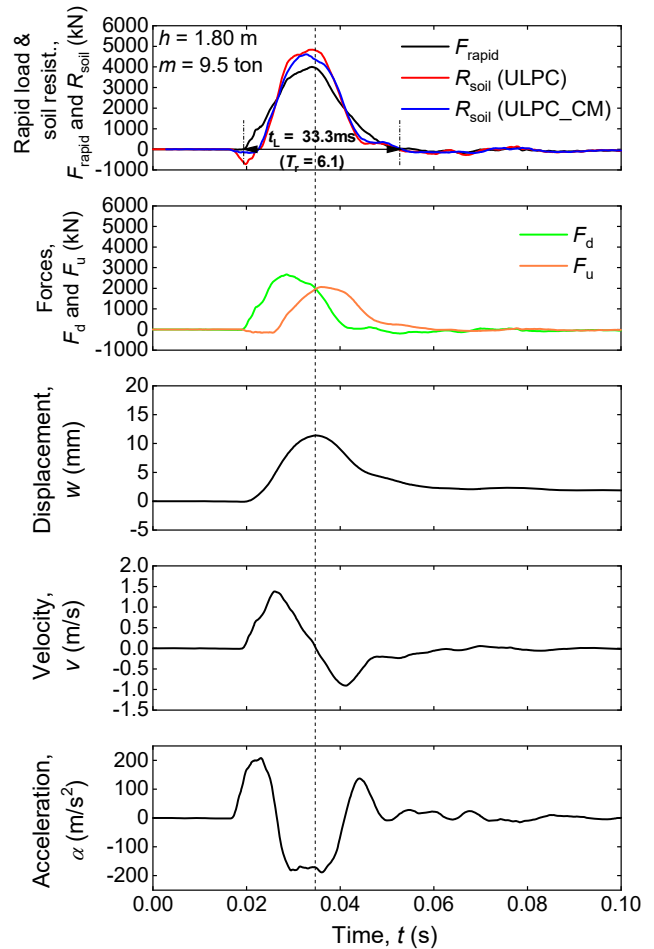 Rapid load &
soil resist.,
F_rapid and R_soil (kN)
6000
5000
4000
3000
2000
1000
0
-1000
h = 1.80 m
m = 9.5 ton
F_rapid
R_soil (ULPC)
R_soil (ULPC_CM)
t_L = 33.3ms
(T_r = 6.1)
Forces,
F_d and F_u (kN)
6000
5000
4000
3000
2000
1000
0
-1000
F_d
F_u
Displacement,
w (mm)
20
15
10
5
0
-5
Velocity,
v (m/s)
2.0
1.5
1.0
0.5
0.0
-0.5
-1.0
1.5
Acceleration,
α (m/s²)
200
100
0
-100
-200
0.00 0.02 0.04 0.06 0.08 0.10
Time, t (s)